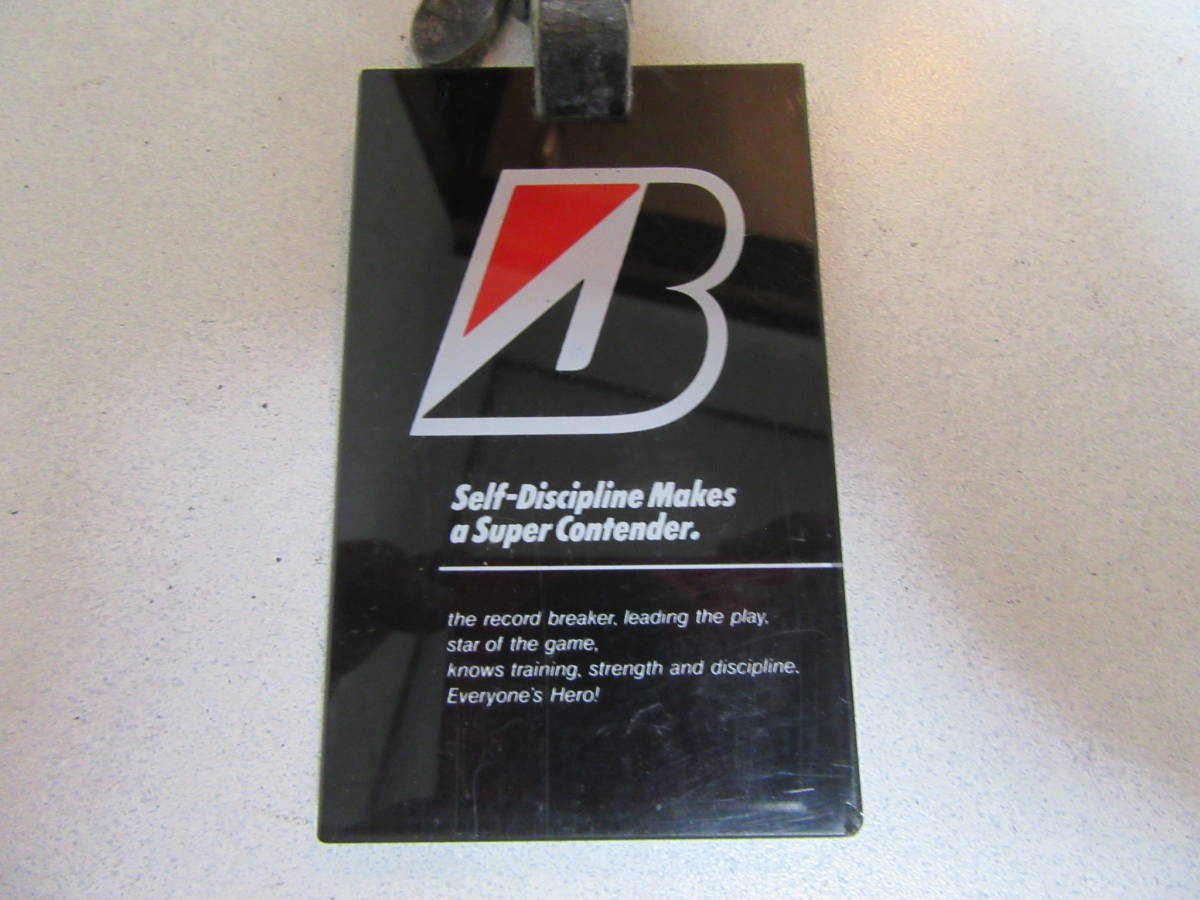 B
Self-Discipline Makes
a Super Contender.
the record breaker, leading the play,
star of the game,
knows training, strength and discipline.
Everyone's Hero!